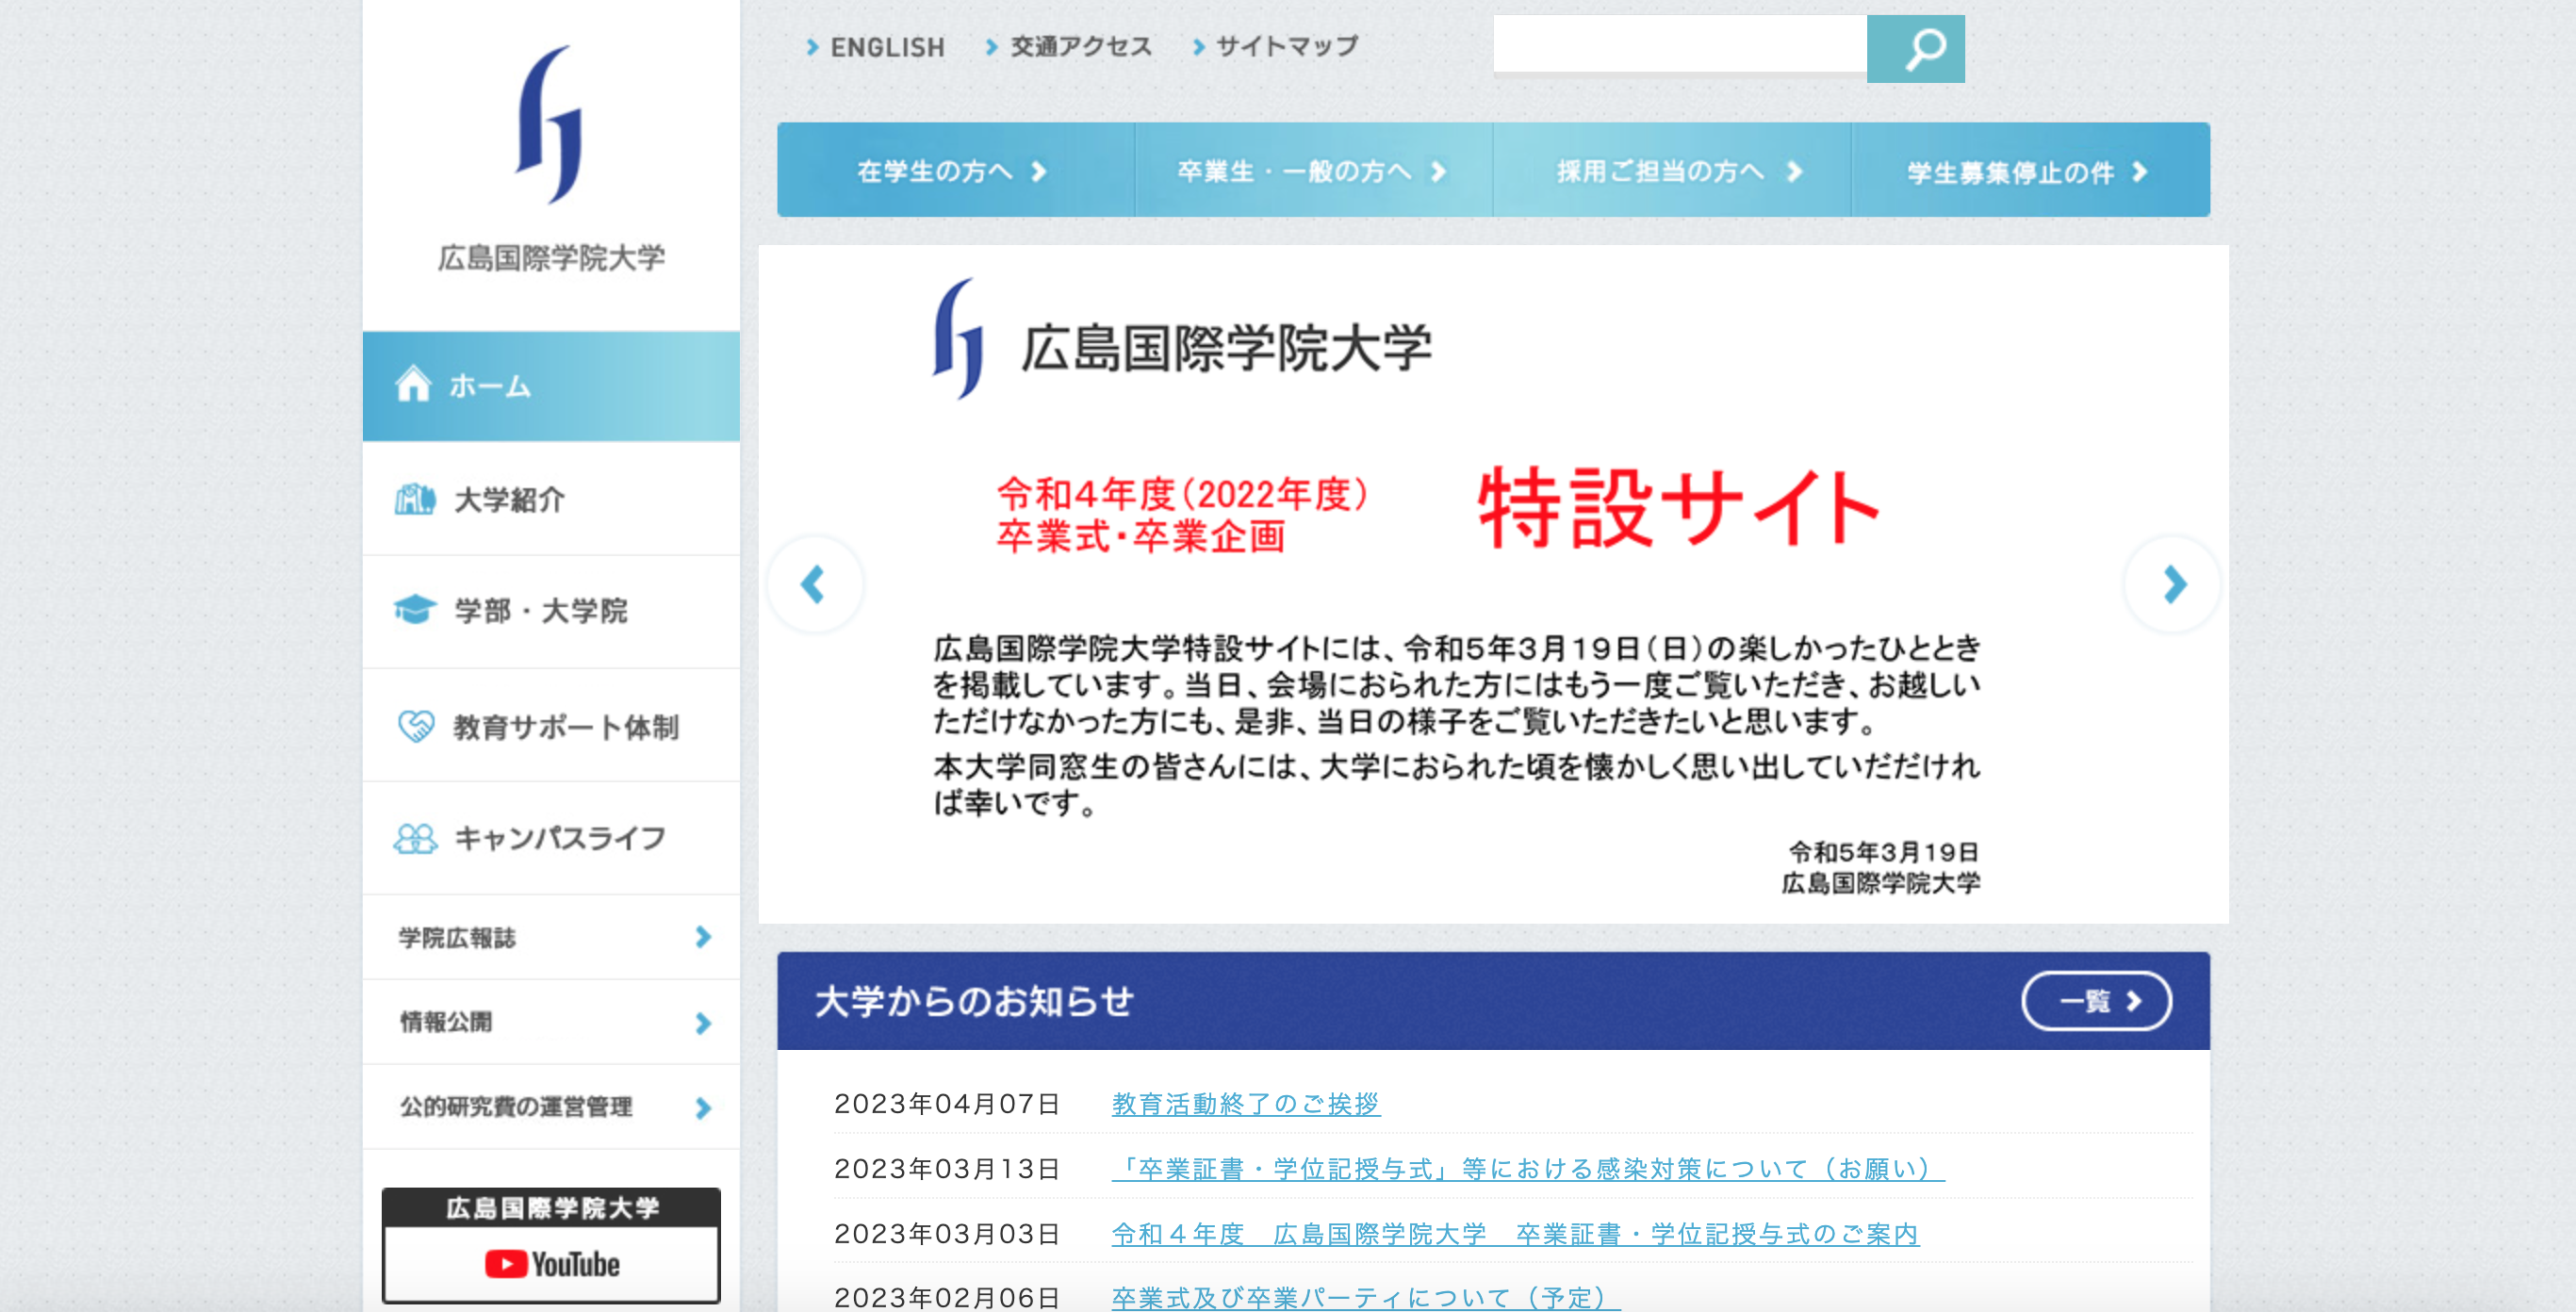 広島国際学院大学
ホーム
大学紹介
学部・大学院
教育サポート体制
キャンパスライフ
学院広報誌
情報公開
公的研究費の運営管理
広島国際学院大学
YouTube
ENGLISH 交通アクセス サイトマップ
在学生の方へ 卒業生・一般の方へ 採用ご担当の方へ 学生募集停止の件
広島国際学院大学
令和4年度(2022年度)
卒業式・卒業企画
特設サイト
広島国際学院大学特設サイトには、令和5年3月19日(日)の楽しかったひととき
を掲載しています。当日、会場におられた方にはもう一度ご覧いただき、お越しい
ただけなかった方にも、是非、当日の様子をご覧いただきたいと思います。
本大学同窓生の皆さんには、大学におられた頃を懐かしく思い出していだだけれ
ば幸いです。
令和5年3月19日
広島国際学院大学
大学からのお知らせ 一覧
2023年04月07日 教育活動終了のご挨拶
2023年03月13日 「卒業証書・学位記授与式」等における感染対策について（お願い）
2023年03月03日 令和４年度　広島国際学院大学　卒業証書・学位記授与式のご案内
2023年02月06日 卒業式及び卒業パーティについて（予定）